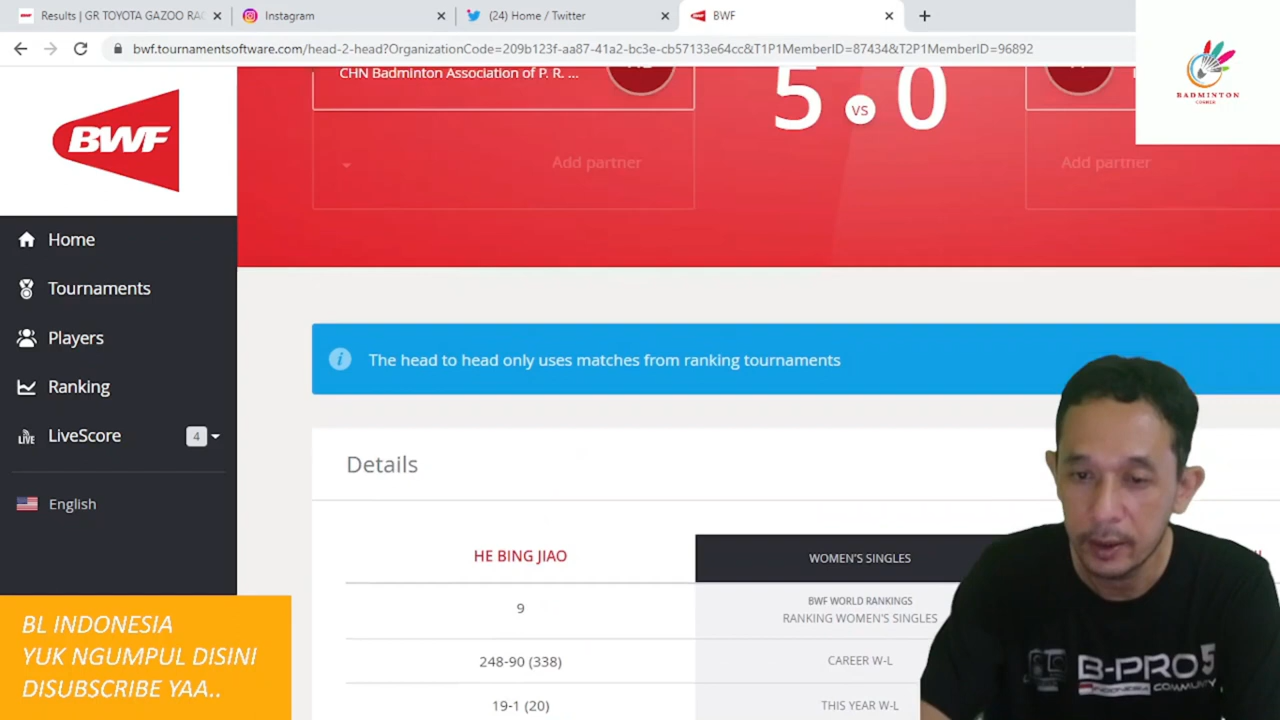 Results | GR TOYOTA GAZOO RAC
Instagram
(24) Home / Twitter
BWF
bwf.tournamentsoftware.com/head-2-head?OrganizationCode=209b123f-aa87-41a2-bc3e-cb57133e64cc&T1P1MemberID=87434&T2P1MemberID=96892
BADMINTON
CORNER
CHN Badminton Association of P. R. ...
5 VS 0
Add partner
Add partner
BWF
Home
Tournaments
Players
Ranking
LIVE LiveScore 4
English
The head to head only uses matches from ranking tournaments
Details
HE BING JIAO
WOMEN'S SINGLES
9
BWF WORLD RANKINGS
RANKING WOMEN'S SINGLES
248-90 (338)
CAREER W-L
19-1 (20)
THIS YEAR W-L
BL INDONESIA
YUK NGUMPUL DISINI
DISUBSCRIBE YAA..
B-PRO5
Indonesia COMMUNITY